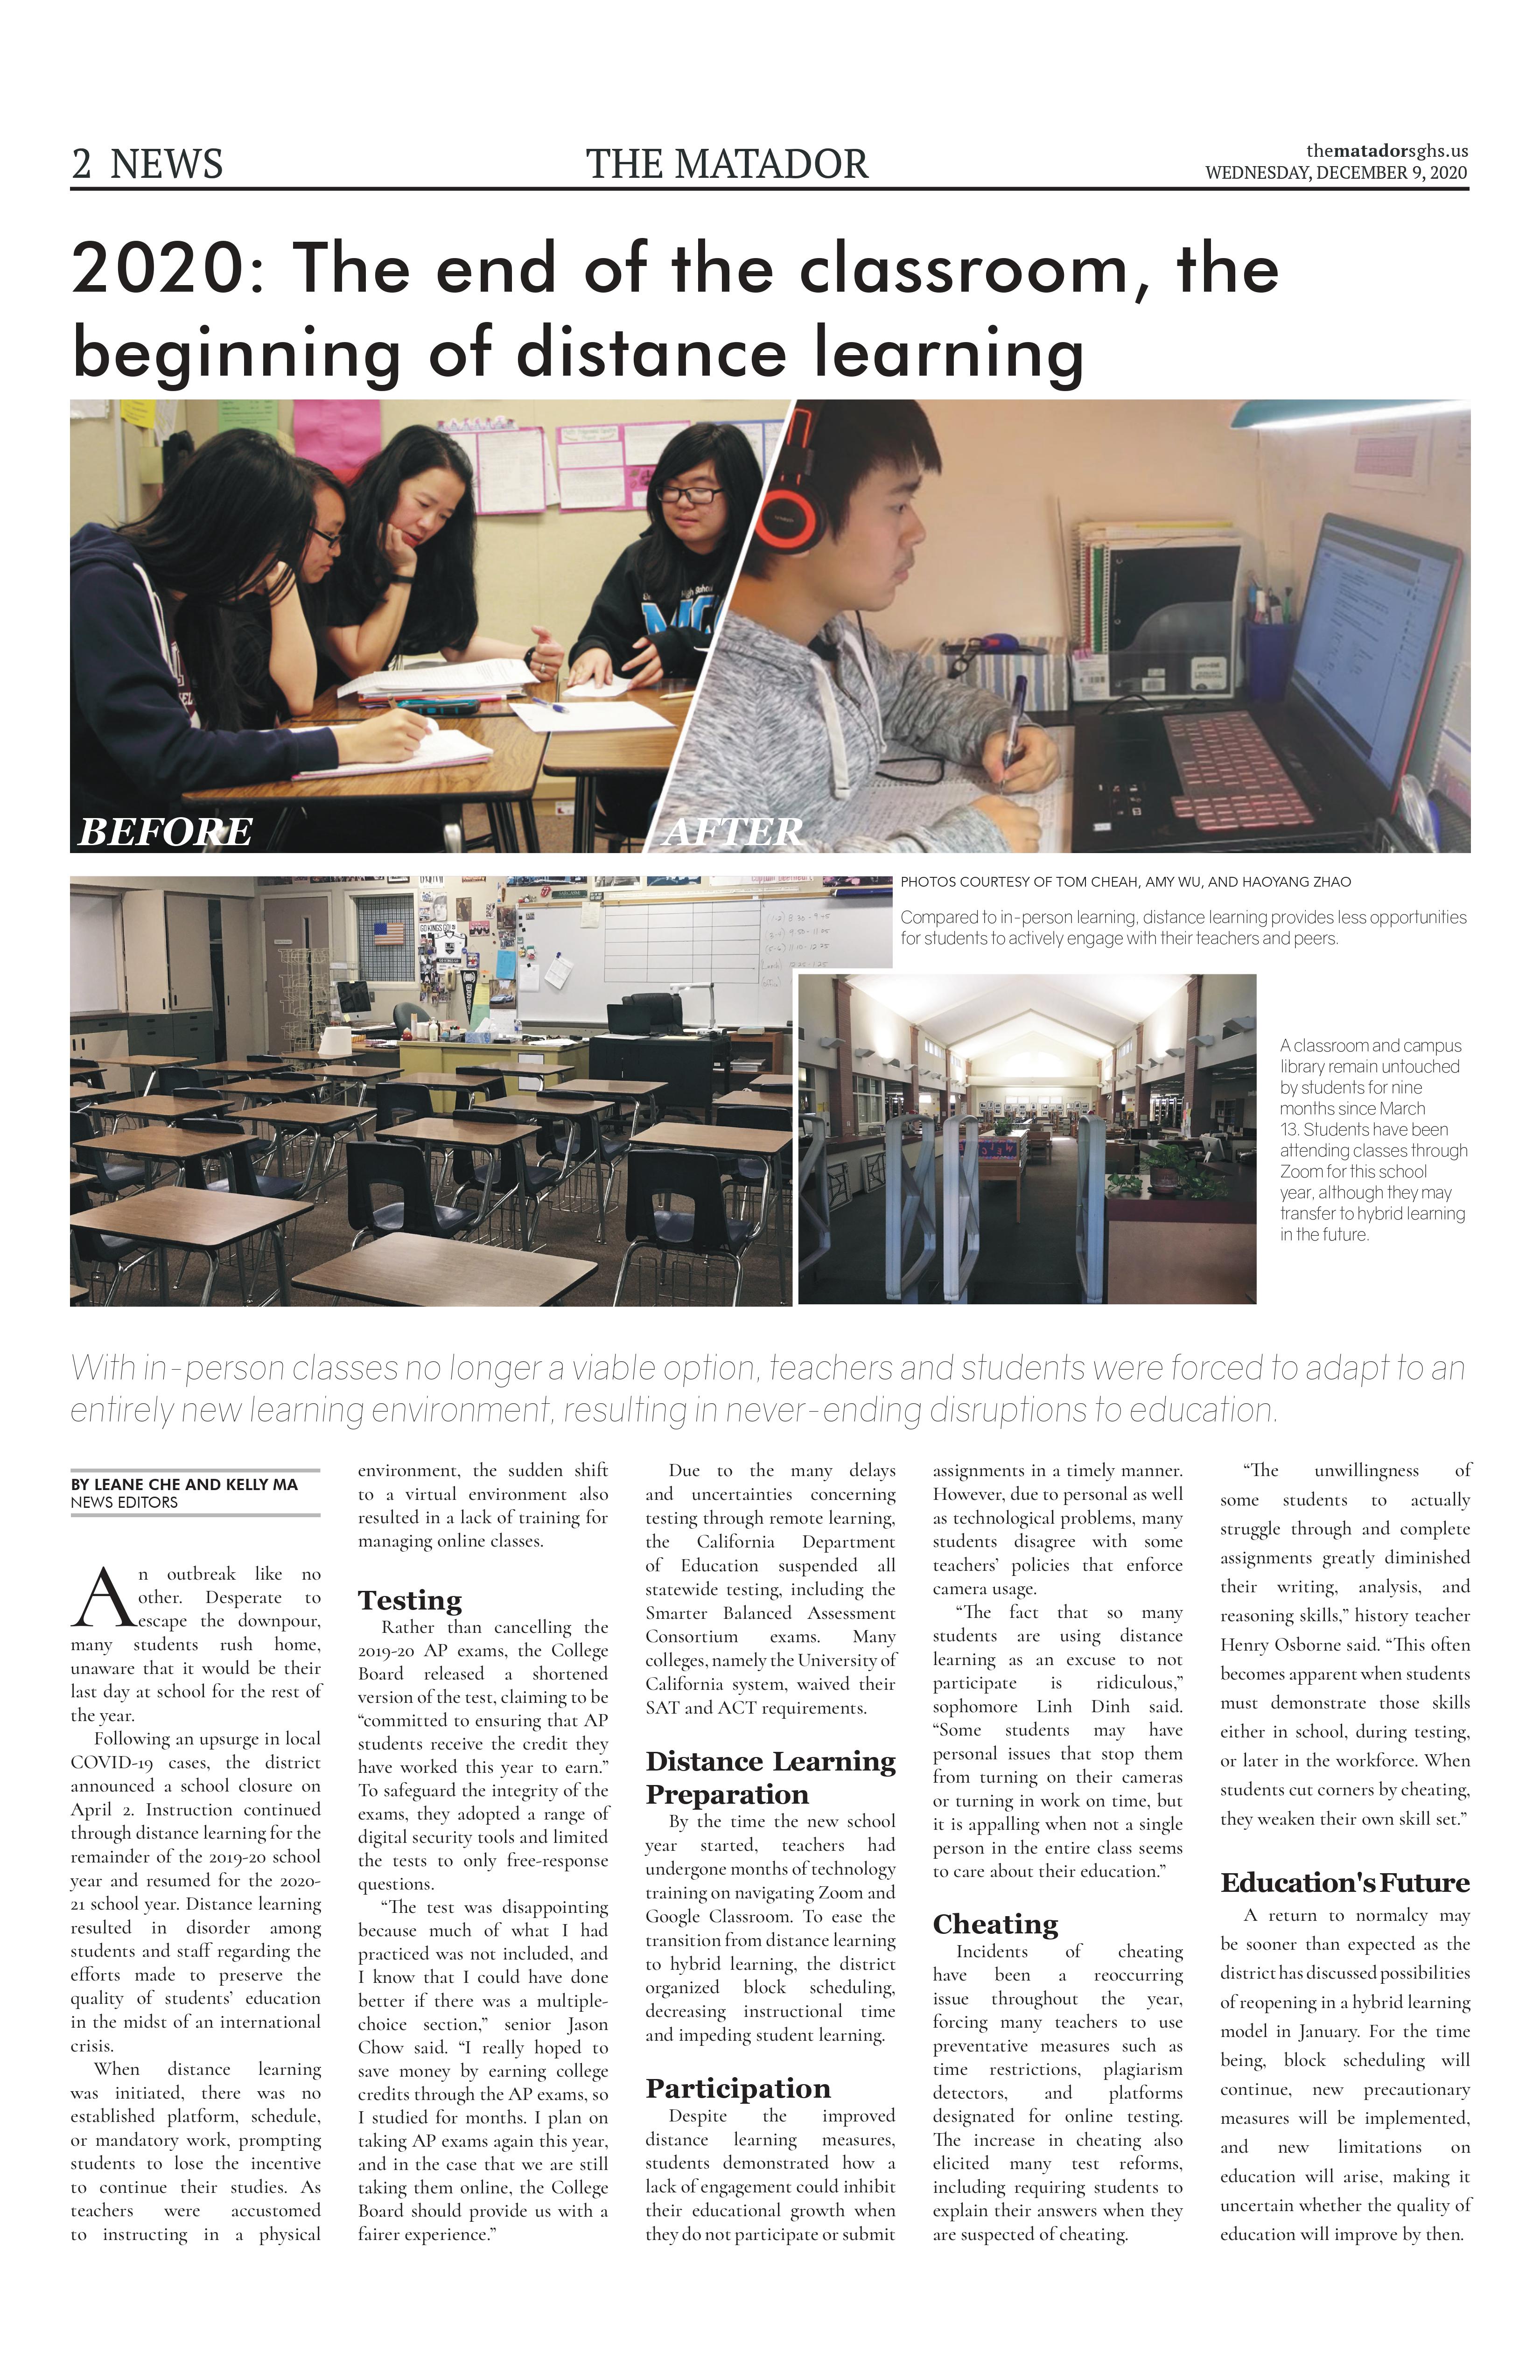 2 NEWS
THE MATADOR
thematadorsghs.us
WEDNESDAY, DECEMBER 9, 2020
2020: The end of the classroom, the
beginning of distance learning
BEFORE
AFTER
PHOTOS COURTESY OF TOM CHEAH, AMY WU, AND HAOYANG ZHAO
Compared to in-person learning, distance learning provides less opportunities
for students to actively engage with their teachers and peers.
A classroom and campus
library remain untouched
by students for nine
months since March
13. Students have been
attending classes through
Zoom for this school
year, although they may
transfer to hybrid learning
in the future.
With in-person classes no longer a viable option, teachers and students were forced to adapt to an
entirely new learning environment, resulting in never-ending disruptions to education.
BY LEANE CHE AND KELLY MA
NEWS EDITORS
An outbreak like no
other. Desperate to
escape the downpour,
many students rush home,
unaware that it would be their
last day at school for the rest of
the year.
Following an upsurge in local
COVID-19 cases, the district
announced a school closure on
April 2. Instruction continued
through distance learning for the
remainder of the 2019-20 school
year and resumed for the 2020-
21 school year. Distance learning
resulted in disorder among
students and staff regarding the
efforts made to preserve the
quality of students’ education
in the midst of an international
crisis.
When distance learning
was initiated, there was no
established platform, schedule,
or mandatory work, prompting
students to lose the incentive
to continue their studies. As
teachers were accustomed
to instructing in a physical
environment, the sudden shift
to a virtual environment also
resulted in a lack of training for
managing online classes.
Testing
Rather than cancelling the
2019-20 AP exams, the College
Board released a shortened
version of the test, claiming to be
“committed to ensuring that AP
students receive the credit they
have worked this year to earn.”
To safeguard the integrity of the
exams, they adopted a range of
digital security tools and limited
the tests to only free-response
questions.
“The test was disappointing
because much of what I had
practiced was not included, and
I know that I could have done
better if there was a multiple-
choice section,” senior Jason
Chow said. “I really hoped to
save money by earning college
credits through the AP exams, so
I studied for months. I plan on
taking AP exams again this year,
and in the case that we are still
taking them online, the College
Board should provide us with a
fairer experience.”
Due to the many delays
and uncertainties concerning
testing through remote learning,
the California Department
of Education suspended all
statewide testing, including the
Smarter Balanced Assessment
Consortium exams. Many
colleges, namely the University of
California system, waived their
SAT and ACT requirements.
Distance Learning
Preparation
By the time the new school
year started, teachers had
undergone months of technology
training on navigating Zoom and
Google Classroom. To ease the
transition from distance learning
to hybrid learning, the district
organized block scheduling,
decreasing instructional time
and impeding student learning.
Participation
Despite the improved
distance learning measures,
students demonstrated how a
lack of engagement could inhibit
their educational growth when
they do not participate or submit
assignments in a timely manner.
However, due to personal as well
as technological problems, many
students disagree with some
teachers’ policies that enforce
camera usage.
“The fact that so many
students are using distance
learning as an excuse to not
participate is ridiculous,”
sophomore Linh Dinh said.
“Some students may have
personal issues that stop them
from turning on their cameras
or turning in work on time, but
it is appalling when not a single
person in the entire class seems
to care about their education.”
Cheating
Incidents of cheating
have been a reoccurring
issue throughout the year,
forcing many teachers to use
preventative measures such as
time restrictions, plagiarism
detectors, and platforms
designated for online testing.
The increase in cheating also
elicited many test reforms,
including requiring students to
explain their answers when they
are suspected of cheating.
“The unwillingness of
some students to actually
struggle through and complete
assignments greatly diminished
their writing, analysis, and
reasoning skills,” history teacher
Henry Osborne said. “This often
becomes apparent when students
must demonstrate those skills
either in school, during testing,
or later in the workforce. When
students cut corners by cheating,
they weaken their own skill set.”
Education's Future
A return to normalcy may
be sooner than expected as the
district has discussed possibilities
of reopening in a hybrid learning
model in January. For the time
being, block scheduling will
continue, new precautionary
measures will be implemented,
and new limitations on
education will arise, making it
uncertain whether the quality of
education will improve by then.